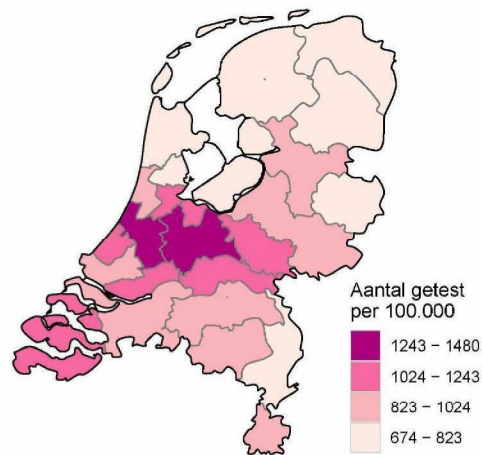 Aantal getest
per 100.000
1243 – 1480
1024 – 1243
823 – 1024
674 – 823